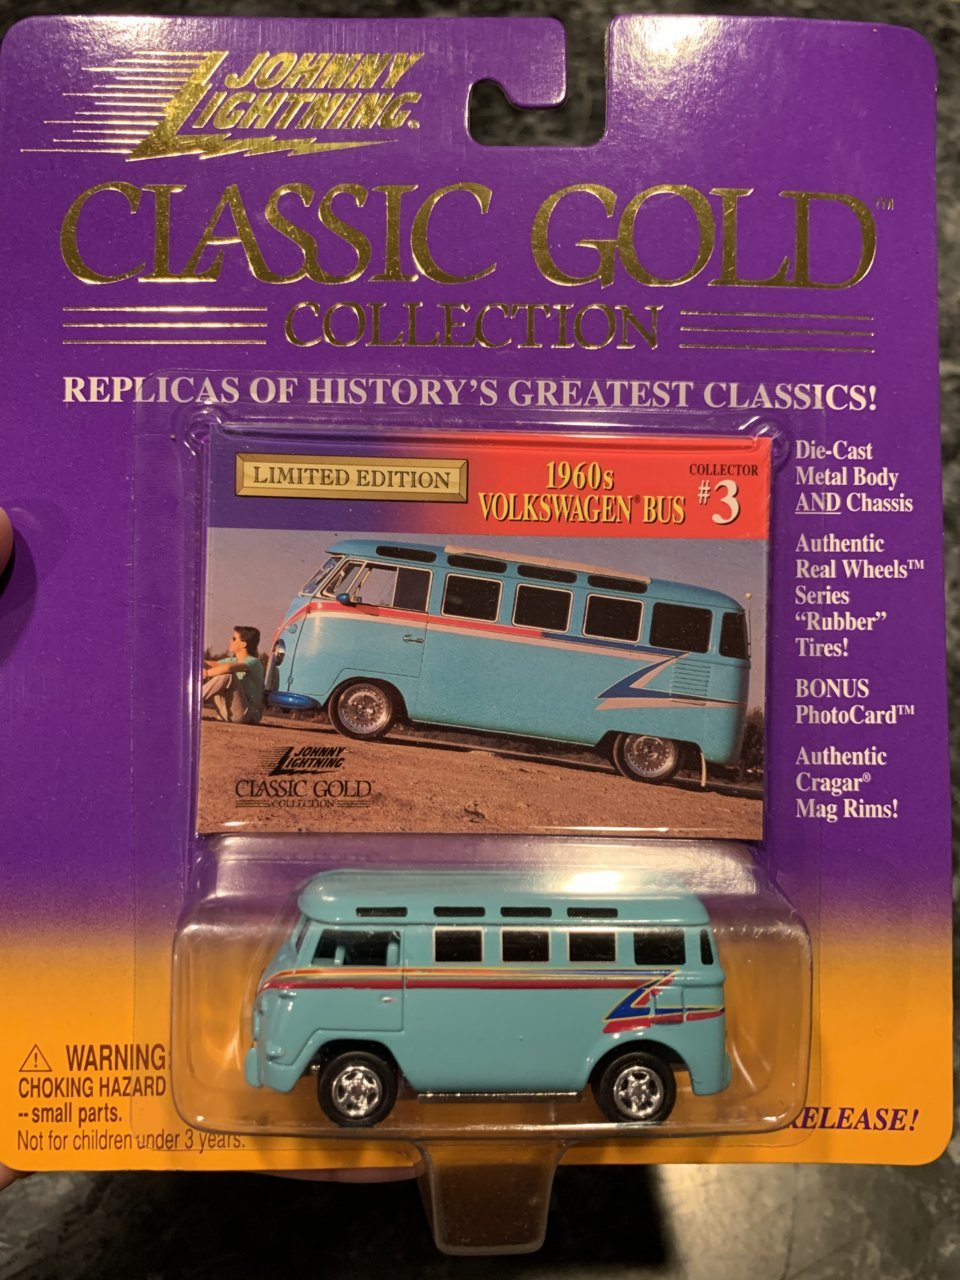 JOHNNY
LIGHTNING.
CLASSIC GOLD™
COLLECTION
REPLICAS OF HISTORY'S GREATEST CLASSICS!
LIMITED EDITION
1960s
VOLKSWAGEN® BUS
COLLECTOR
#3
Die-Cast
Metal Body
AND Chassis
Authentic
Real Wheels™
Series
“Rubber”
Tires!
BONUS
PhotoCard™
Authentic
Cragar®
Mag Rims!
JOHNNY
LIGHTNING.
CLASSIC GOLD™
COLLECTION
⚠ WARNING:
CHOKING HAZARD
-- small parts.
Not for children under 3 years.
RELEASE!